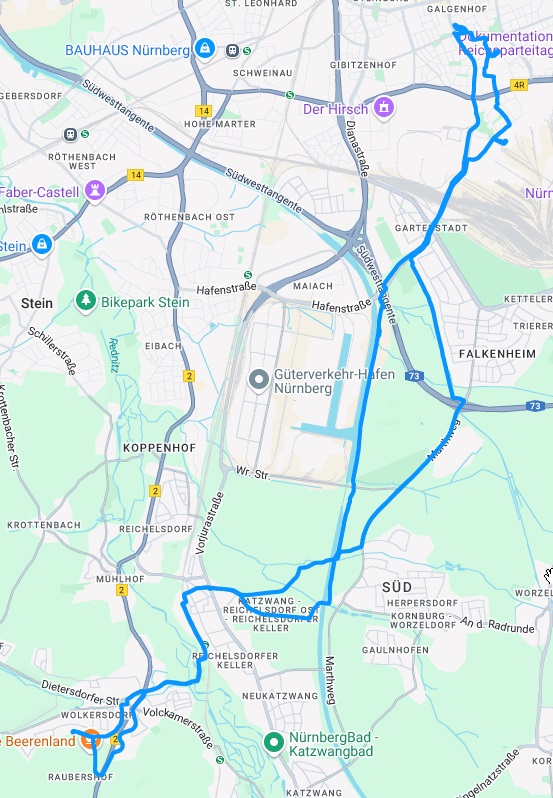 ST. LEONHARD
GALGENHOF
Dokumentation
Reichsparteitag
BAUHAUS Nürnberg
STEINBÜHL
GIBITZENHOF
SCHWEINAU
4R
Südwesttangente
GEBERSDORF
14
Der Hirsch
HOHE MARTER
Dianastraße
RÖTHENBACH
WEST
Südwesttangente
14
Faber-Castell
Nürn
RÖTHENBACH OST
GARTENSTADT
Stein
Südwesttangente
MAIACH
Hafenstraße
Hafenstraße
Stein
Bikepark Stein
KETTELER
TRIERER
Schillerstraße
Rednitz
EIBACH
FALKENHEIM
2
Güterverkehr-Hafen
Nürnberg
73
73
Krottenbacher Str.
Marthweg
KOPPENHOF
Wr. Str.
2
Vorjurastraße
KROTTENBACH
REICHELSDORF
MÜHLHOF
2
SÜD
WORZEL
KATZWANG -
REICHELSDORF OST
- REICHELSDORFER
KELLER
HERPERSDORF
KORNBURG -
WORZELDORF
An d. Radrunde
GAULNHOFEN
REICHELSDORFER
KELLER
Marthweg
Dietersdorfer Str.
NEUKATZWANG
WOLKERSDORF
Volckamerstraße
e Beerenland
2
NürnbergBad -
Katzwangbad
RAUBERSHOF
KATZWANG